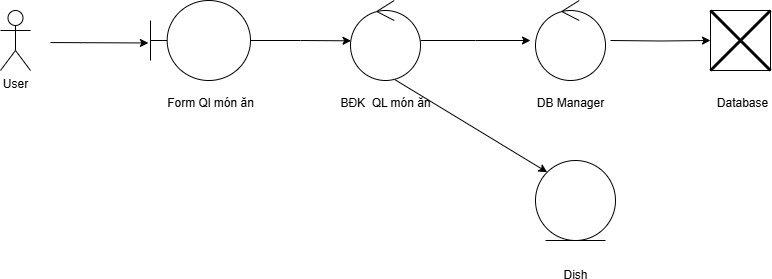 User
Form Ql món ăn
BĐK QL món ăn
DB Manager
Database
Dish